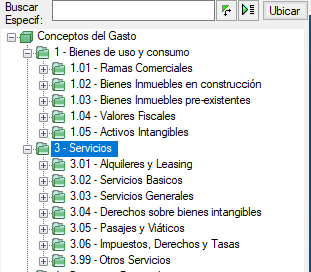 Buscar
Especif:
Ubicar
Conceptos del Gasto
1 - Bienes de uso y consumo
1.01 - Ramas Comerciales
1.02 - Bienes Inmuebles en construcción
1.03 - Bienes Inmuebles pre-existentes
1.04 - Valores Fiscales
1.05 - Activos Intangibles
3 - Servicios
3.01 - Alquileres y Leasing
3.02 - Servicios Basicos
3.03 - Servicios Generales
3.04 - Derechos sobre bienes intangibles
3.05 - Pasajes y Viáticos
3.06 - Impuestos, Derechos y Tasas
3.99 - Otros Servicios